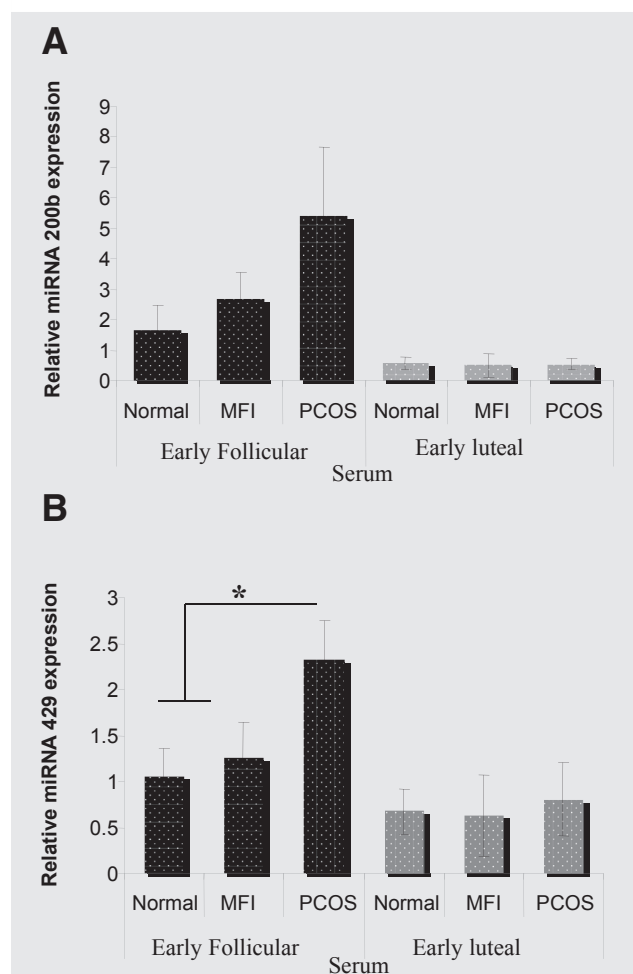 A
Relative miRNA 200b expression
9
8
7
6
5
4
3
2
1
0
Normal MFI PCOS Normal MFI PCOS
Early Follicular Early luteal
Serum
B
Relative miRNA 429 expression
3
2.5
2
1.5
1
0.5
0
*
Normal MFI PCOS Normal MFI PCOS
Early Follicular Early luteal
Serum